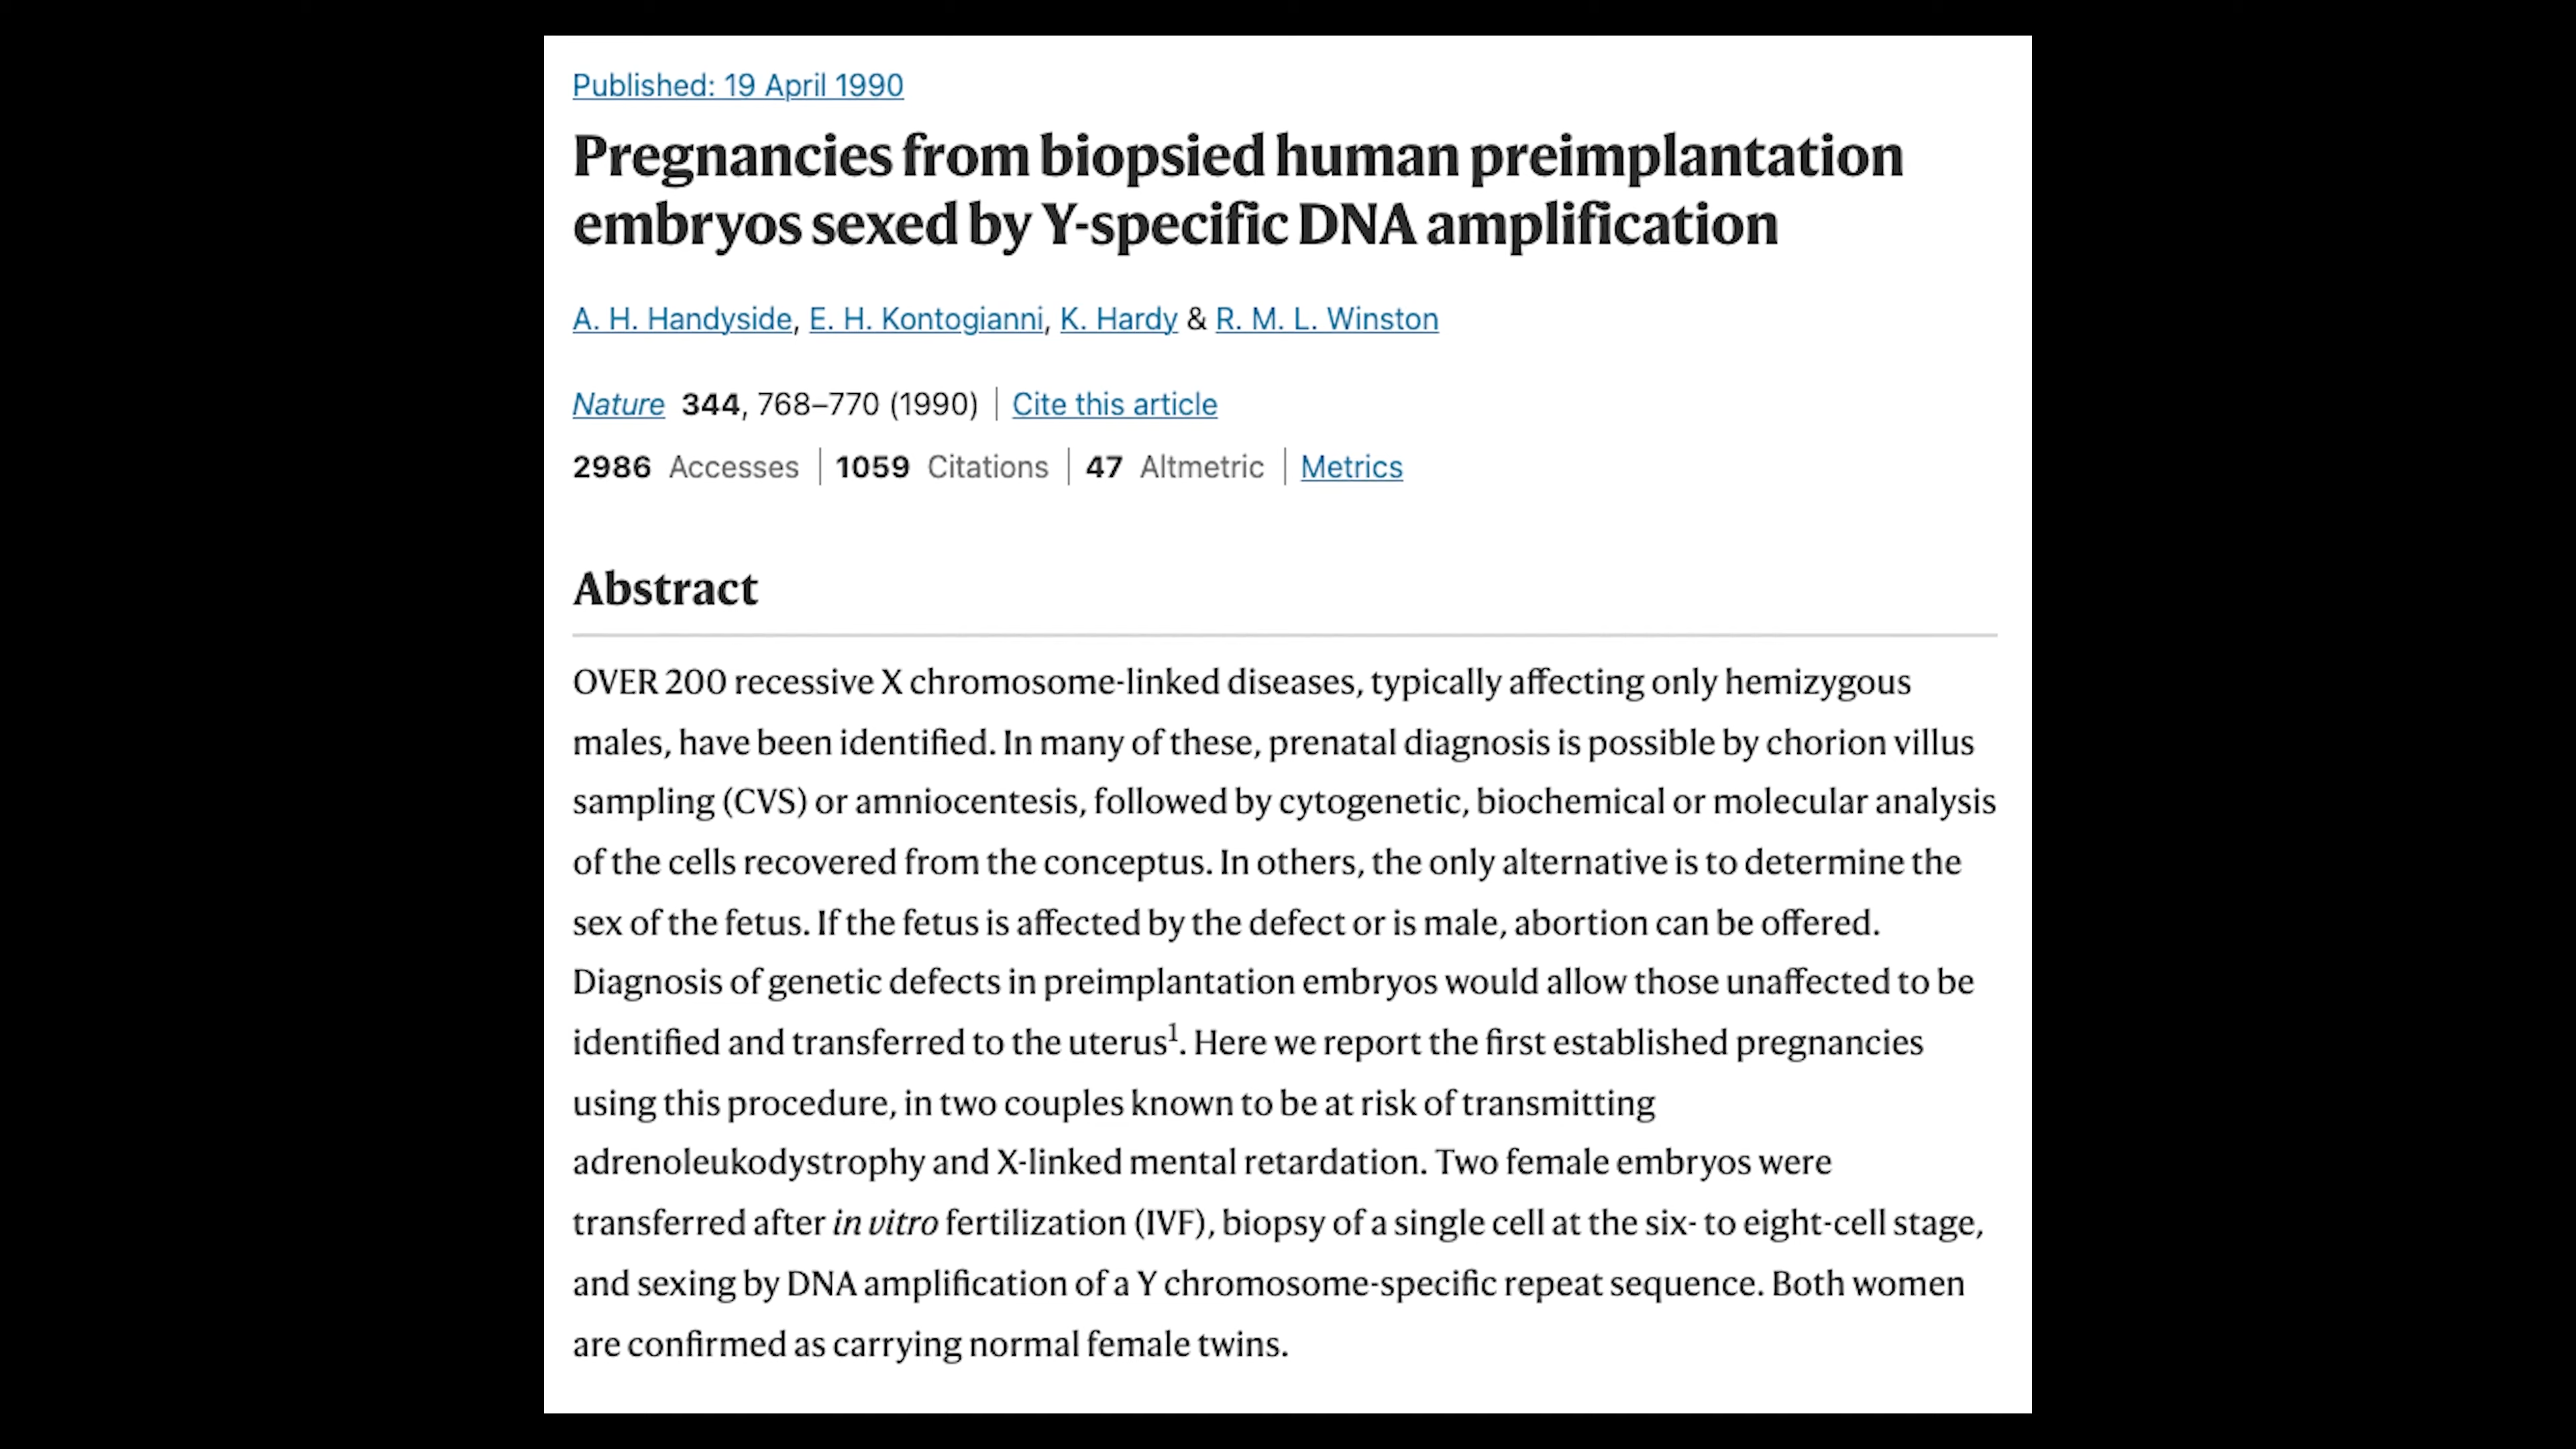 Published: 19 April 1990
Pregnancies from biopsied human preimplantation
embryos sexed by Y-specific DNA amplification
A. H. Handyside, E. H. Kontogianni, K. Hardy & R. M. L. Winston
Nature 344, 768–770 (1990) | Cite this article
2986 Accesses | 1059 Citations | 47 Altmetric | Metrics
Abstract
OVER 200 recessive X chromosome-linked diseases, typically affecting only hemizygous
males, have been identified. In many of these, prenatal diagnosis is possible by chorion villus
sampling (CVS) or amniocentesis, followed by cytogenetic, biochemical or molecular analysis
of the cells recovered from the conceptus. In others, the only alternative is to determine the
sex of the fetus. If the fetus is affected by the defect or is male, abortion can be offered.
Diagnosis of genetic defects in preimplantation embryos would allow those unaffected to be
identified and transferred to the uterus1. Here we report the first established pregnancies
using this procedure, in two couples known to be at risk of transmitting
adrenoleukodystrophy and X-linked mental retardation. Two female embryos were
transferred after in vitro fertilization (IVF), biopsy of a single cell at the six- to eight-cell stage,
and sexing by DNA amplification of a Y chromosome-specific repeat sequence. Both women
are confirmed as carrying normal female twins.